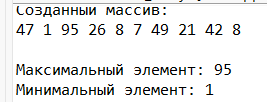 Созданный массив:
47 1 95 26 8 7 49 21 42 8
Максимальный элемент: 95
Минимальный элемент: 1